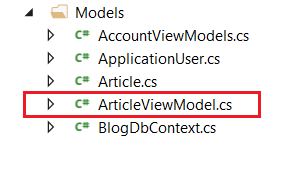 Models
C# AccountViewModels.cs
C# ApplicationUser.cs
C# Article.cs
C# ArticleViewModel.cs
C# BlogDbContext.cs